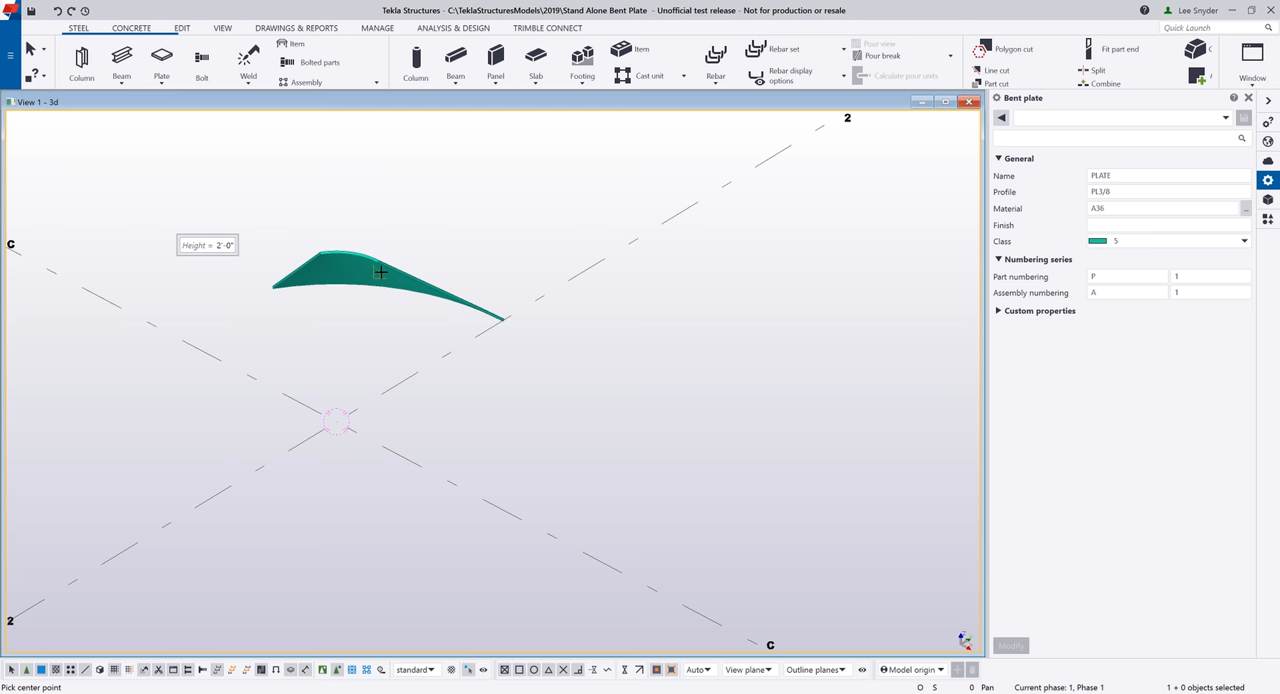 Tekla Structures - C:\TeklaStructuresModels\2019\Stand Alone Bent Plate - Unofficial test release - Not for production or resale
Lee Snyder
STEEL CONCRETE EDIT VIEW DRAWINGS & REPORTS MANAGE ANALYSIS & DESIGN TRIMBLE CONNECT
Quick Launch
Column Beam Plate Bolt Weld
Item
Bolted parts
Assembly
Column Beam Panel Slab Footing
Item
Cast unit
Rebar
Rebar set
Rebar display options
Pour view
Pour break
Calculate pour units
Polygon cut
Line cut
Part cut
Fit part end
Split
Combine
Window
View 1 - 3d
2
C
Height = 2'-0"
2
C
Bent plate
General
Name PLATE
Profile PL3/8
Material A36 ...
Finish
Class 5
Numbering series
Part numbering P 1
Assembly numbering A 1
Custom properties
Modify
standard Auto View plane Outline planes Model origin
Pick center point
O S 0 Pan Current phase: 1, Phase 1 1 + 0 objects selected